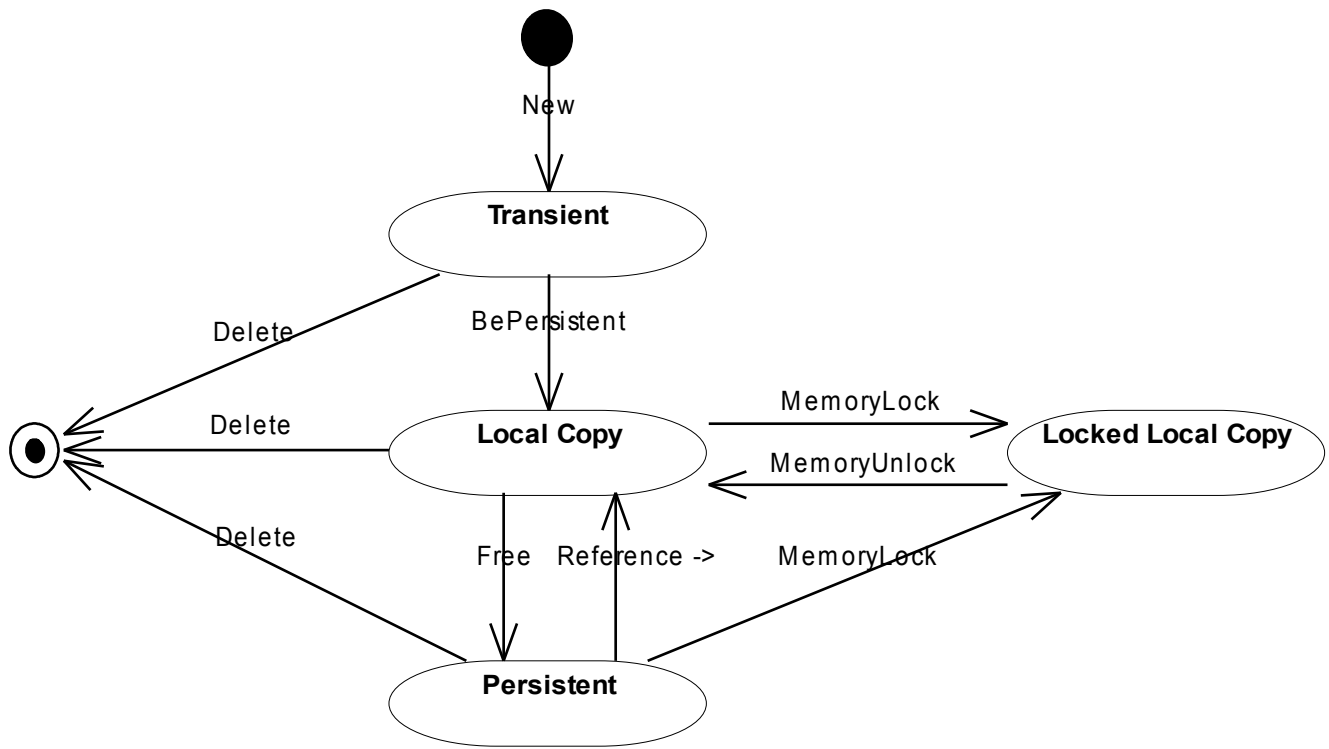 New
Transient
BePersistent
Delete
MemoryLock
Delete
Local Copy
Locked Local Copy
MemoryUnlock
Delete
Free
Reference ->
MemoryLock
Persistent